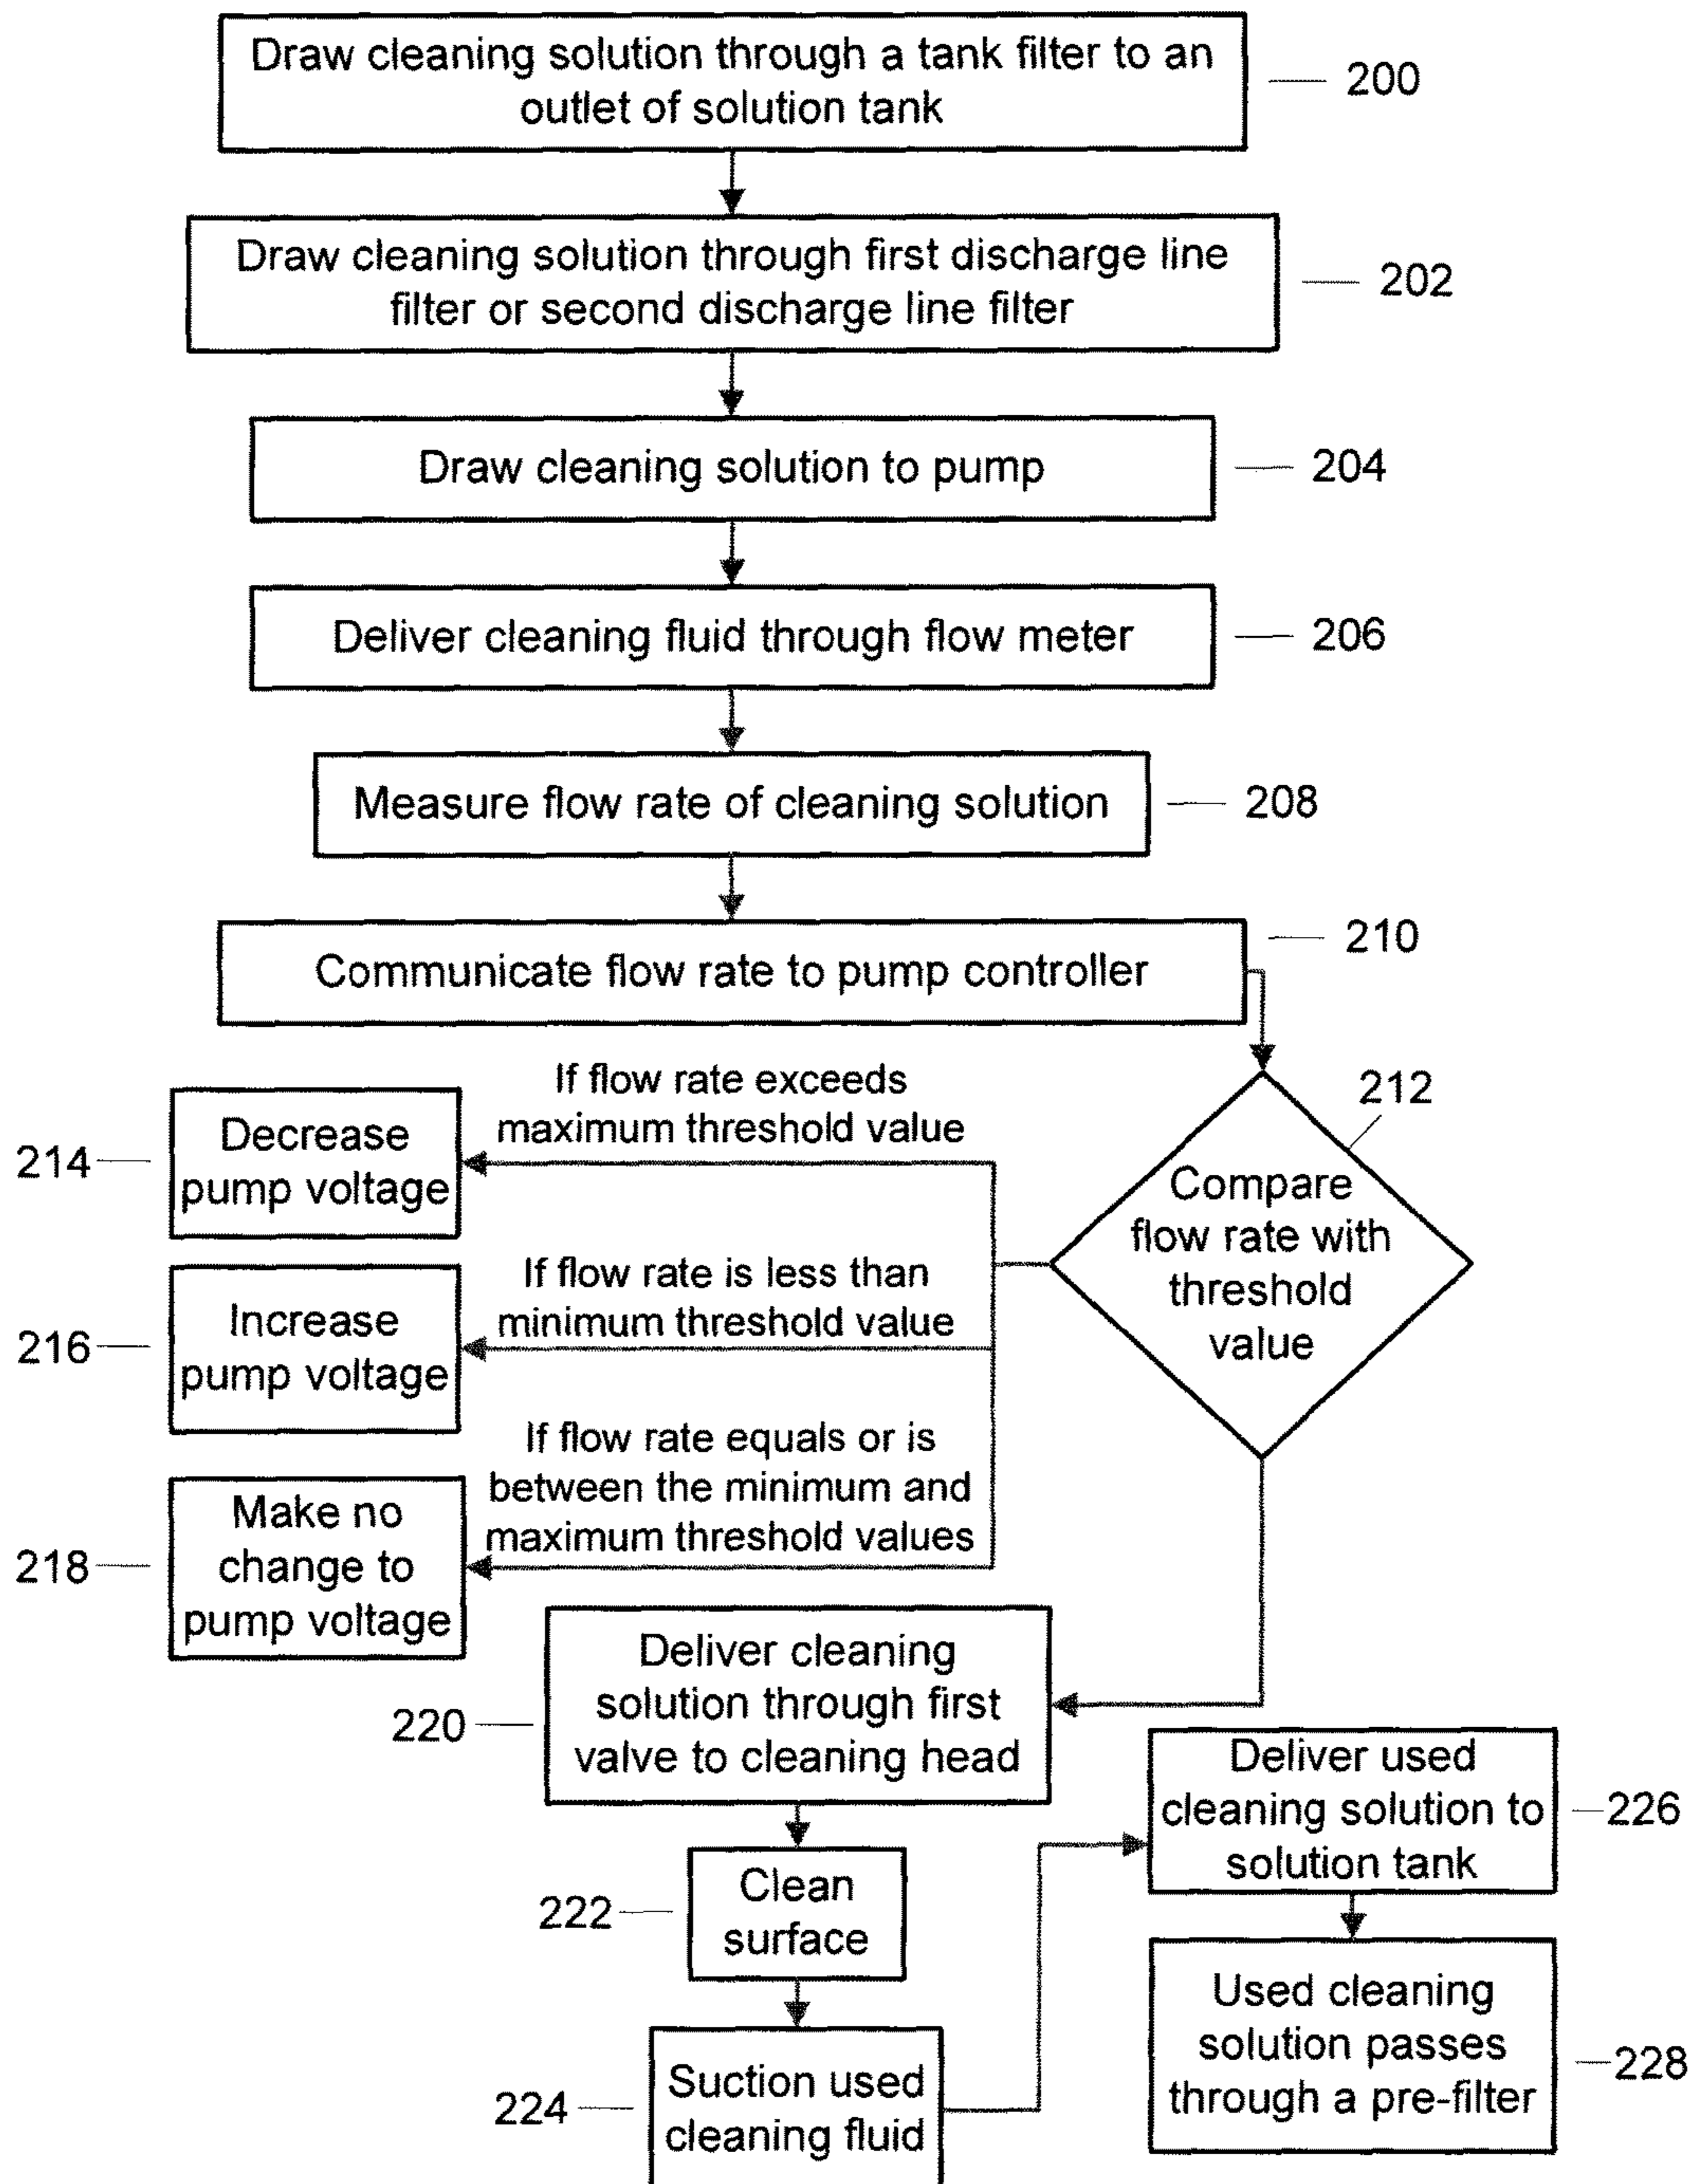 Draw cleaning solution through a tank filter to an
outlet of solution tank
200
Draw cleaning solution through first discharge line
filter or second discharge line filter
202
Draw cleaning solution to pump
204
Deliver cleaning fluid through flow meter
206
Measure flow rate of cleaning solution
208
Communicate flow rate to pump controller
210
212
Compare
flow rate with
threshold
value
If flow rate exceeds
maximum threshold value
214
Decrease
pump voltage
If flow rate is less than
minimum threshold value
216
Increase
pump voltage
If flow rate equals or is
between the minimum and
maximum threshold values
218
Make no
change to
pump voltage
Deliver cleaning
solution through first
valve to cleaning head
220
Clean
surface
222
Suction used
cleaning fluid
224
Deliver used
cleaning solution to
solution tank
226
Used cleaning
solution passes
through a pre-filter
228